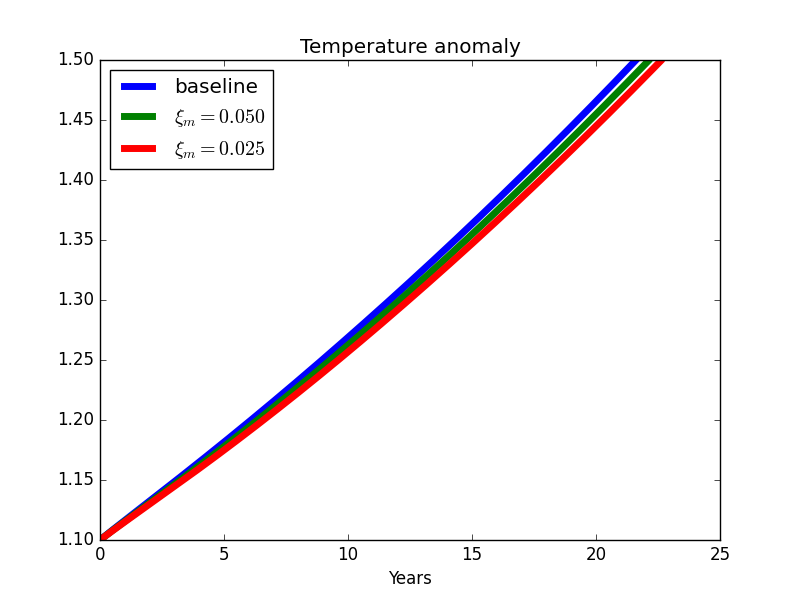 Temperature anomaly
1.50
1.45
1.40
1.35
1.30
1.25
1.20
1.15
1.10
baseline
ξm = 0.050
ξm = 0.025
0 5 10 15 20 25
Years